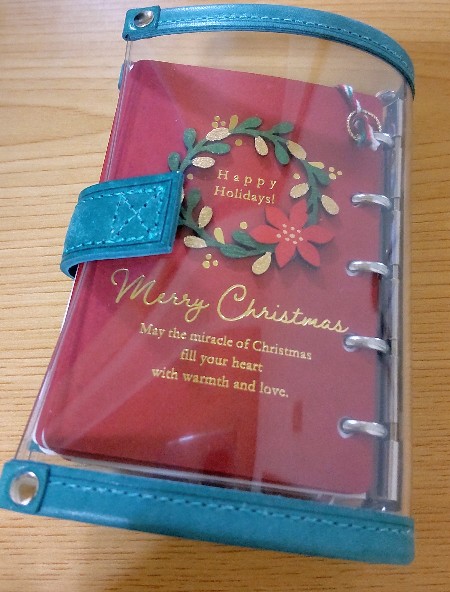 Happy
Holidays!
Merry Christmas
May the miracle of Christmas
fill your heart
with warmth and love.